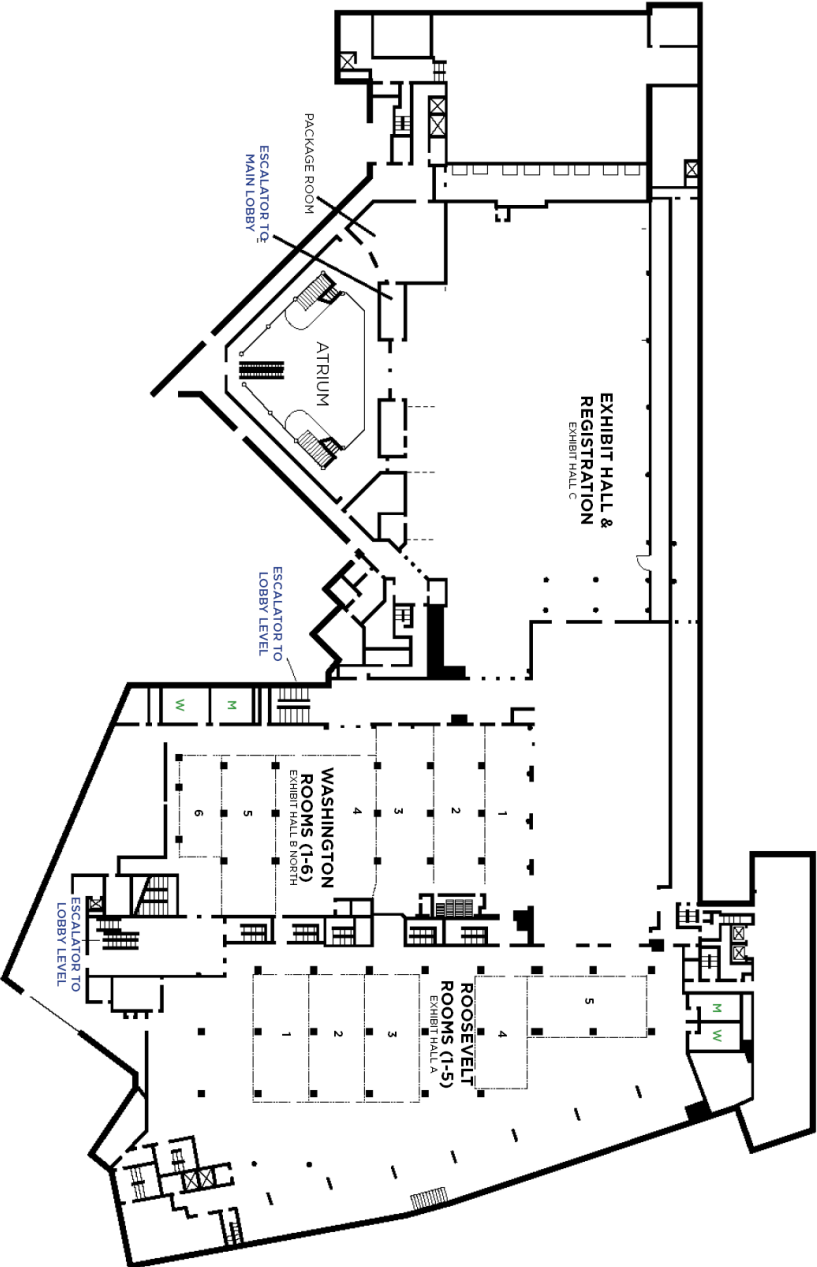 PACKAGE ROOM
ESCALATOR TO
MAIN LOBBY
ATRIUM
EXHIBIT HALL &
REGISTRATION
EXHIBIT HALL C
ESCALATOR TO
LOBBY LEVEL
W
M
WASHINGTON
ROOMS (1-6)
EXHIBIT HALL B NORTH
6
5
4
3
2
1
ESCALATOR TO
LOBBY LEVEL
ROOSEVELT
ROOMS (1-5)
EXHIBIT HALL A
1
2
3
4
5
M
W